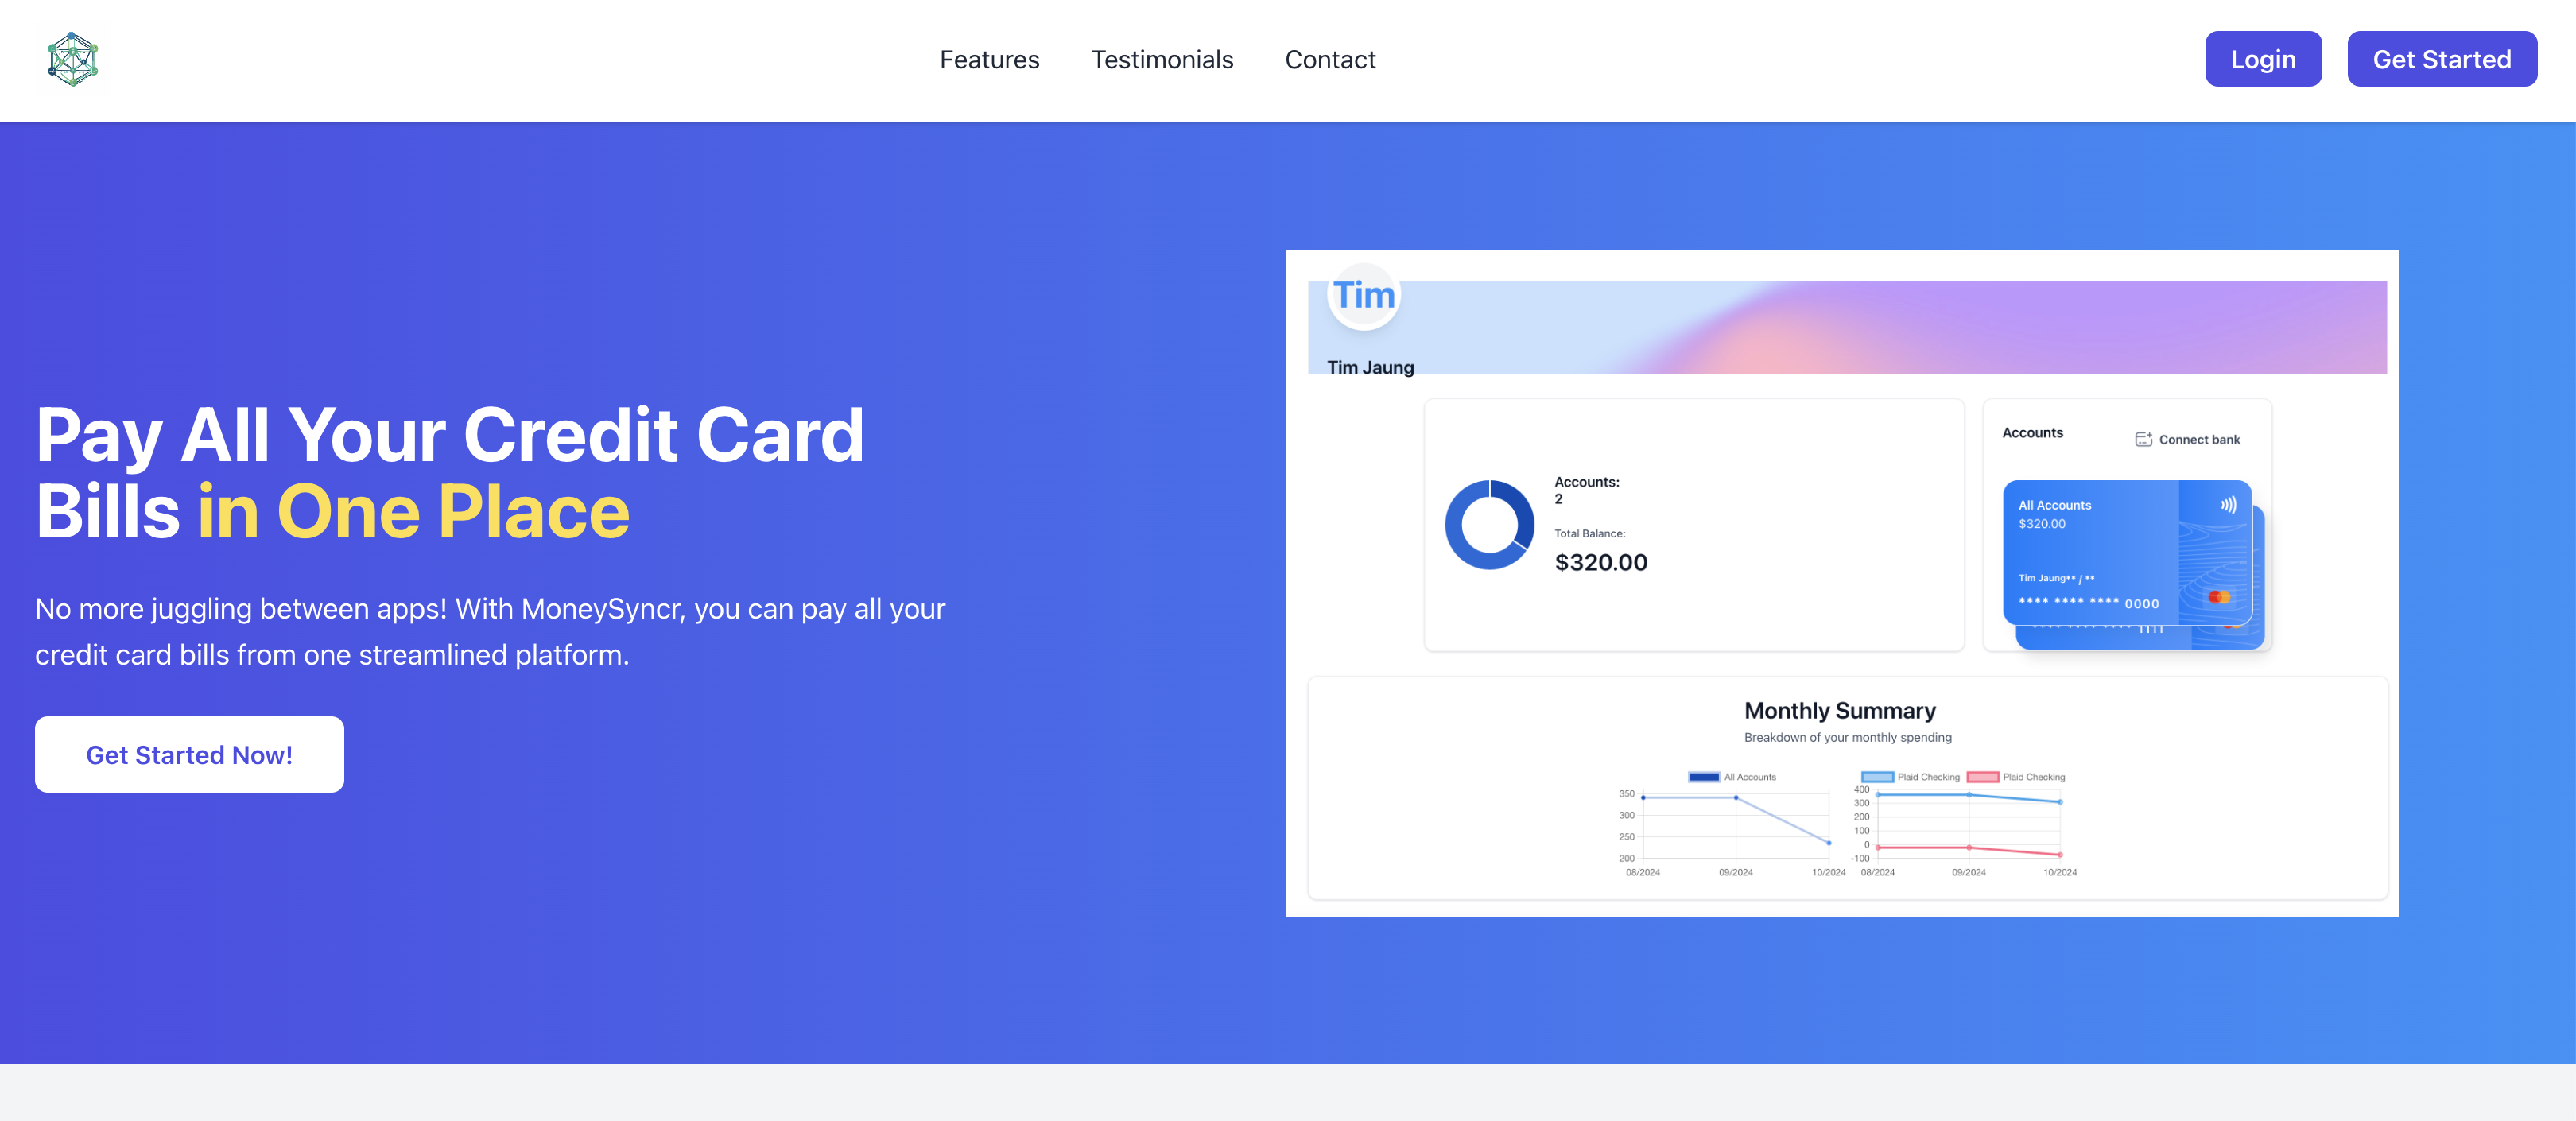 Features
Testimonials
Contact
Login
Get Started
Pay All Your Credit Card
Bills in One Place
No more juggling between apps! With MoneySyncr, you can pay all your
credit card bills from one streamlined platform.
Get Started Now!
Tim
Tim Jaung
Accounts:
2
Total Balance:
$320.00
Accounts
Connect bank
All Accounts
$320.00
Tim Jaung** / **
**** **** **** 0000
1111
Monthly Summary
Breakdown of your monthly spending
All Accounts
350
300
250
200
08/2024 09/2024 10/2024
Plaid Checking Plaid Checking
400
300
200
100
0
-100
08/2024 09/2024 10/2024